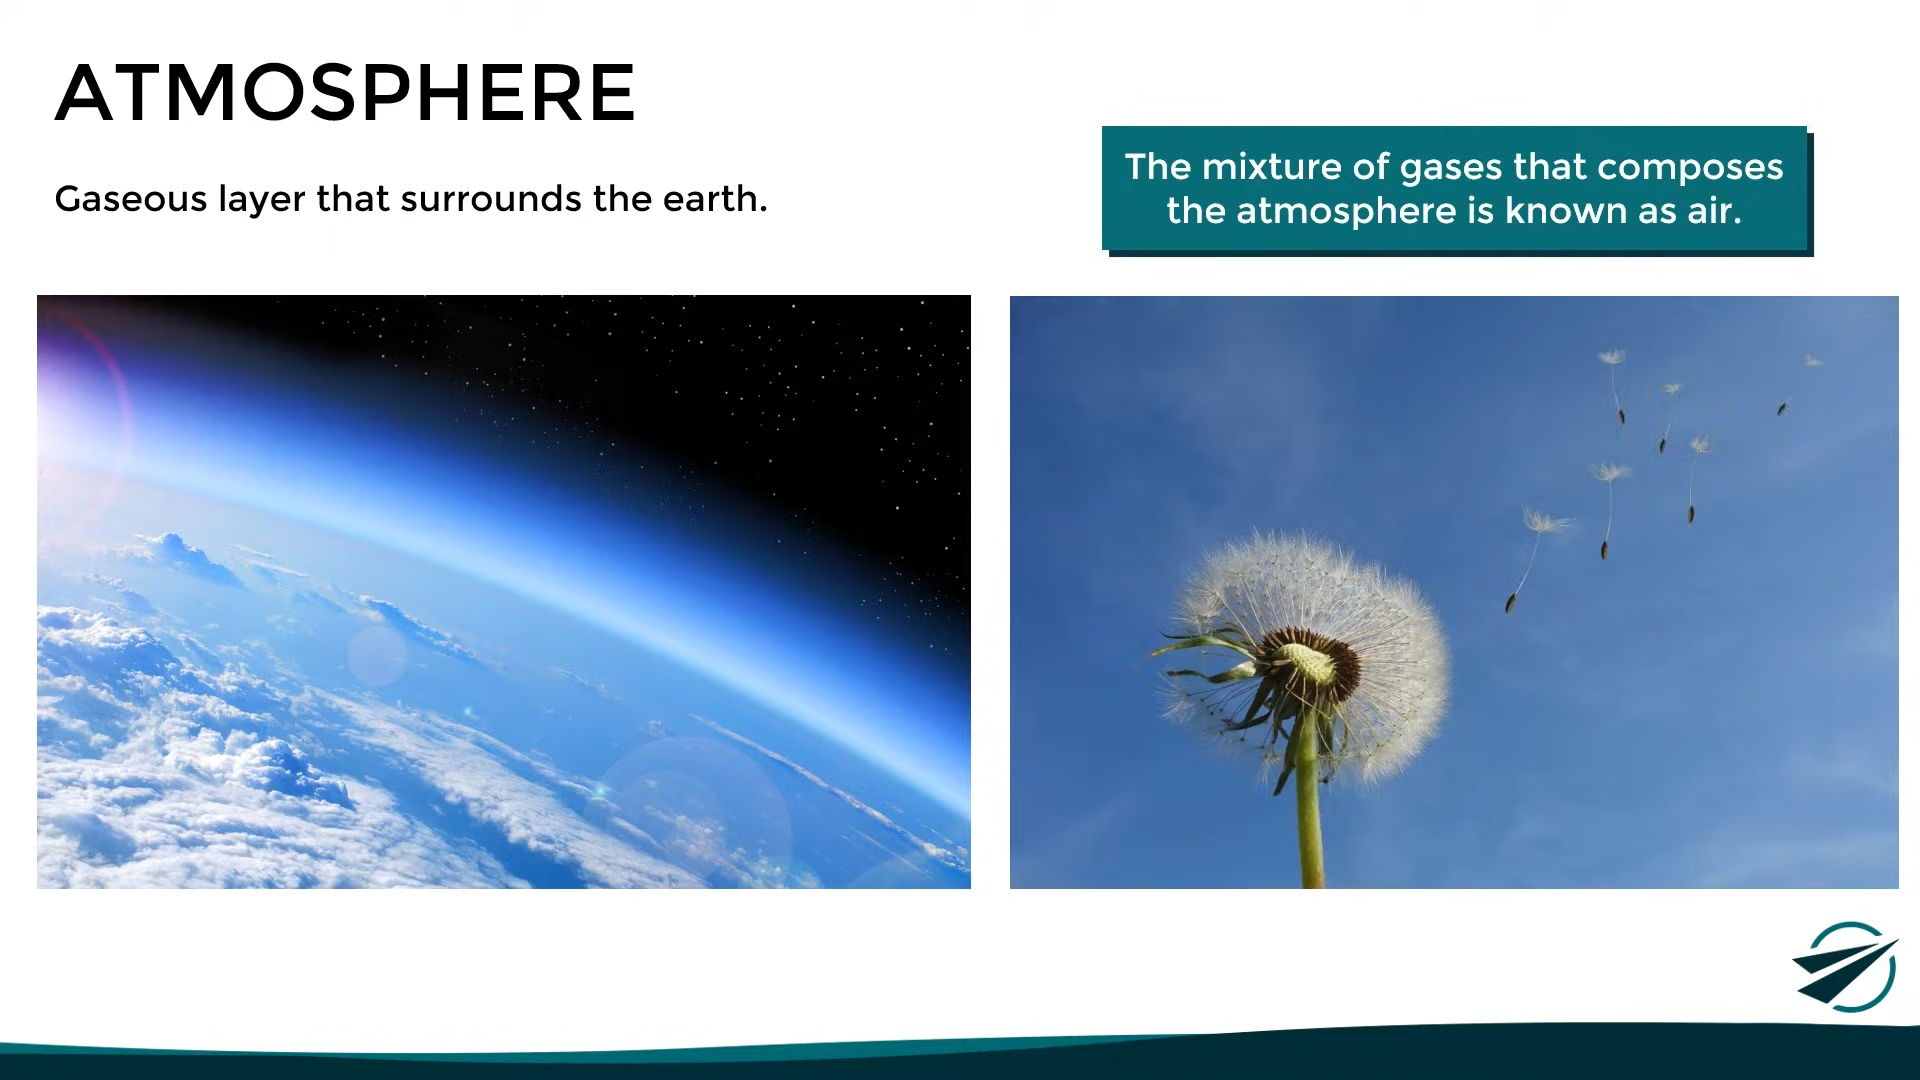 ATMOSPHERE
Gaseous layer that surrounds the earth.
The mixture of gases that composes
the atmosphere is known as air.